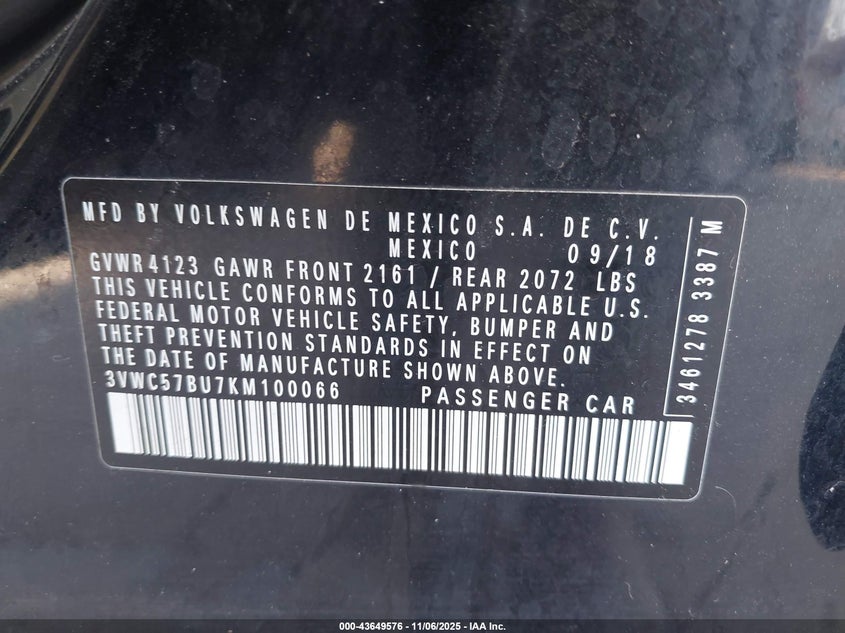 MFD BY VOLKSWAGEN DE MEXICO S.A. DE C.V.
MEXICO 09/18
GVWR 4123 GAWR FRONT 2161 / REAR 2072 LBS
THIS VEHICLE CONFORMS TO ALL APPLICABLE U.S.
FEDERAL MOTOR VEHICLE SAFETY, BUMPER AND
THEFT PREVENTION STANDARDS IN EFFECT ON
THE DATE OF MANUFACTURE SHOWN ABOVE.
3VWC57BU7KM100066 PASSENGER CAR
3461278 3387 M
000-43649576 - 11/06/2025 - IAA Inc.